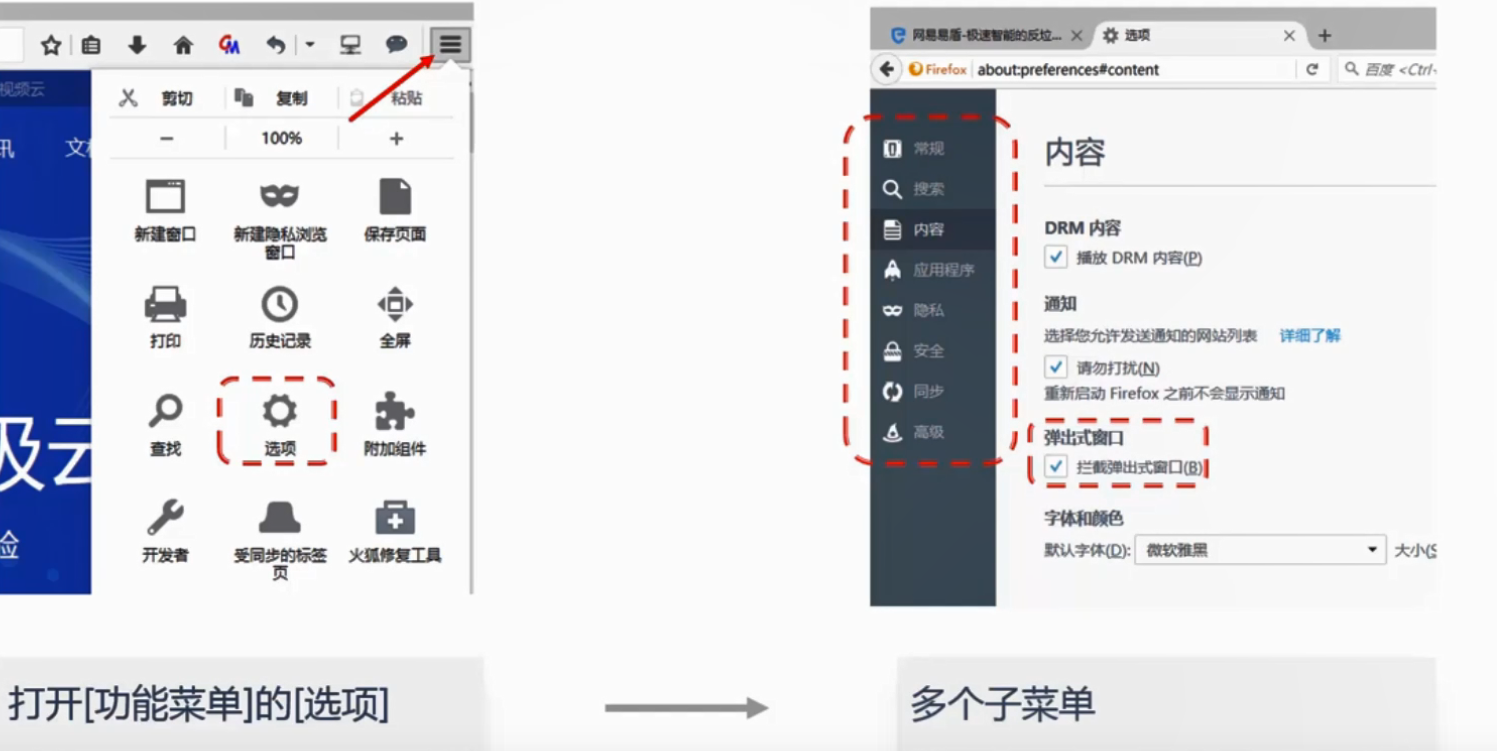 视频云
讯
文档
剪切
复制
粘贴
100%
新建窗口
新建隐私浏览
窗口
保存页面
打印
历史记录
全屏
查找
选项
附加组件
开发者
受同步的标签
页
火狐修复工具
级云
验
网易易盾-极速智能的反垃...
选项
Firefox
about:preferences#content
百度 <Ctrl-
常规
搜索
内容
应用程序
隐私
安全
同步
高级
内容
DRM 内容
播放 DRM 内容(P)
通知
选择您允许发送通知的网站列表 详细了解
请勿打扰(N)
重新启动 Firefox 之前不会显示通知
弹出式窗口
拦截弹出式窗口(B)
字体和颜色
默认字体(D): 微软雅黑 大小(S
打开[功能菜单]的[选项]
多个子菜单